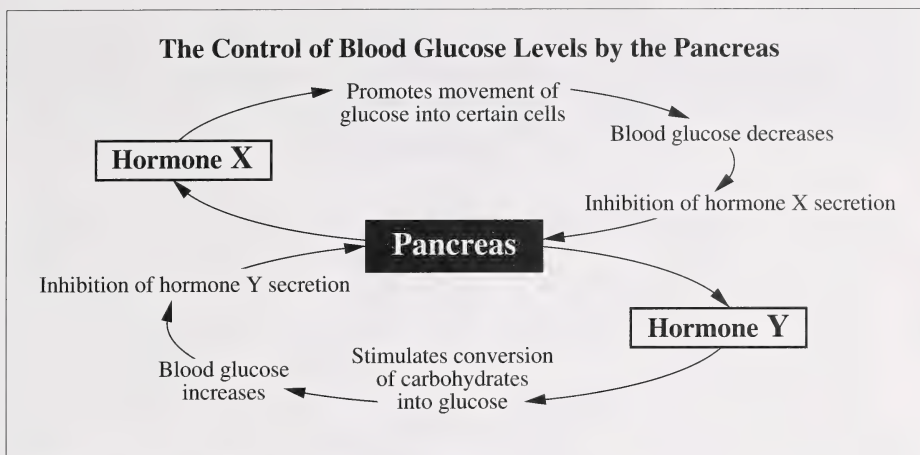 The Control of Blood Glucose Levels by the Pancreas
Promotes movement of
glucose into certain cells
Blood glucose decreases
Hormone X
Inhibition of hormone X secretion
Pancreas
Inhibition of hormone Y secretion
Hormone Y
Stimulates conversion
of carbohydrates
into glucose
Blood glucose
increases